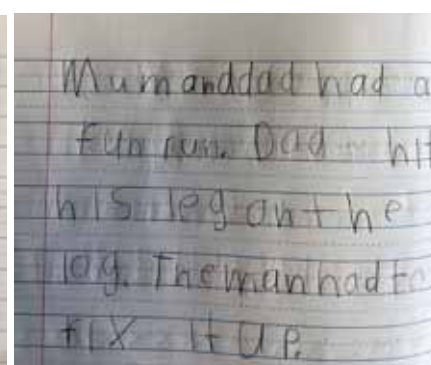 Mum and dad had a
fun run. Dad hit
his leg on the
log. The man had to
fix it up.